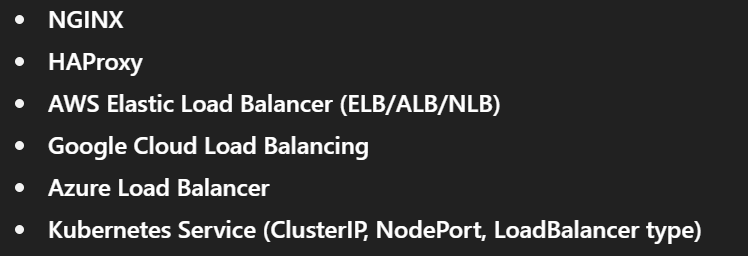 • NGINX
• HAProxy
• AWS Elastic Load Balancer (ELB/ALB/NLB)
• Google Cloud Load Balancing
• Azure Load Balancer
• Kubernetes Service (ClusterIP, NodePort, LoadBalancer type)